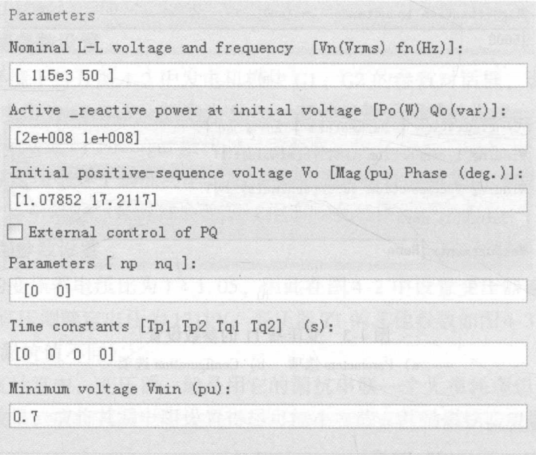 Parameters
Nominal L-L voltage and frequency [Vn(Vrms) fn(Hz)]:
[ 115e3 50 ]
Active _reactive power at initial voltage [Po(W) Qo(var)]:
[2e+008 1e+008]
Initial positive-sequence voltage Vo [Mag(pu) Phase (deg.)]:
[1.07852 17.2117]
External control of PQ
Parameters [ np nq ]:
[0 0]
Time constants [Tp1 Tp2 Tq1 Tq2] (s):
[0 0 0 0]
Minimum voltage Vmin (pu):
0.7